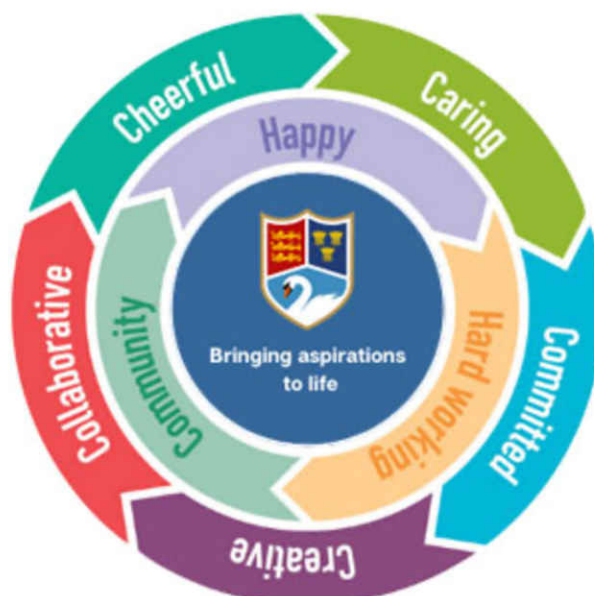 Cheerful
Caring
Committed
Creative
Collaborative
Happy
Hard working
Community
Bringing aspirations
to life